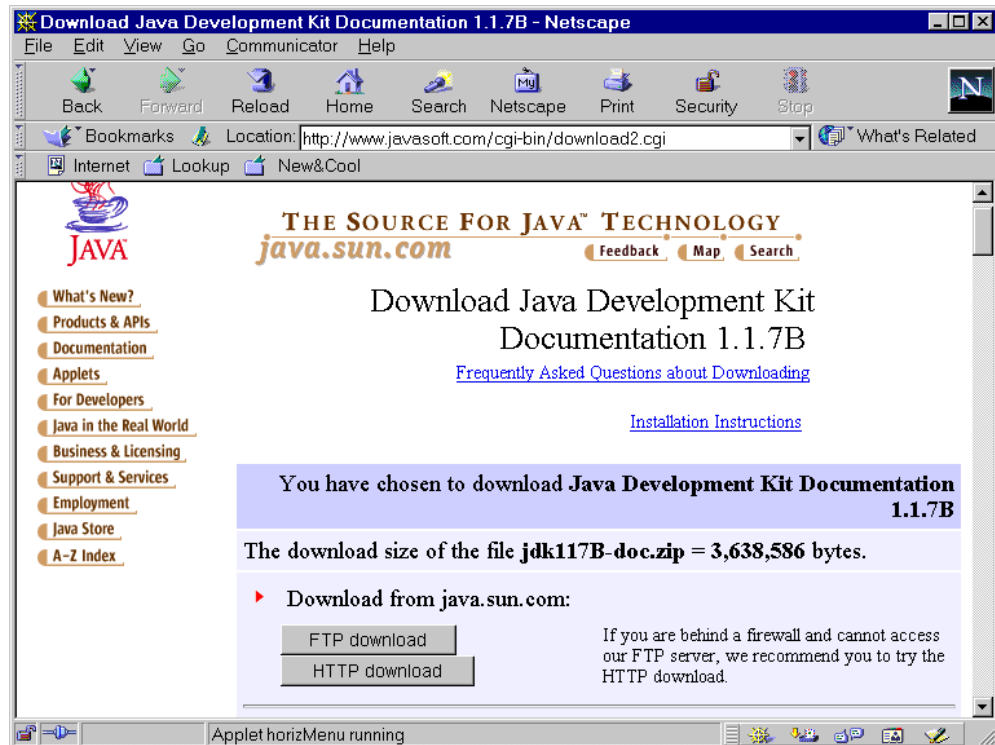 Download Java Development Kit Documentation 1.1.7B - Netscape
File Edit View Go Communicator Help
Back Forward Reload Home Search Netscape Print Security Stop
My
N
Bookmarks Location: http://www.javasoft.com/cgi-bin/download2.cgi What's Related
Internet Lookup New&Cool
JAVA
THE SOURCE FOR JAVA™ TECHNOLOGY
java.sun.com Feedback Map Search
What's New?
Products & APIs
Documentation
Applets
For Developers
Java in the Real World
Business & Licensing
Support & Services
Employment
Java Store
A-Z Index
Download Java Development Kit
Documentation 1.1.7B
Frequently Asked Questions about Downloading
Installation Instructions
You have chosen to download Java Development Kit Documentation
1.1.7B
The download size of the file jdk117B-doc.zip = 3,638,586 bytes.
Download from java.sun.com:
FTP download
HTTP download
If you are behind a firewall and cannot access
our FTP server, we recommend you to try the
HTTP download.
Applet horizMenu running